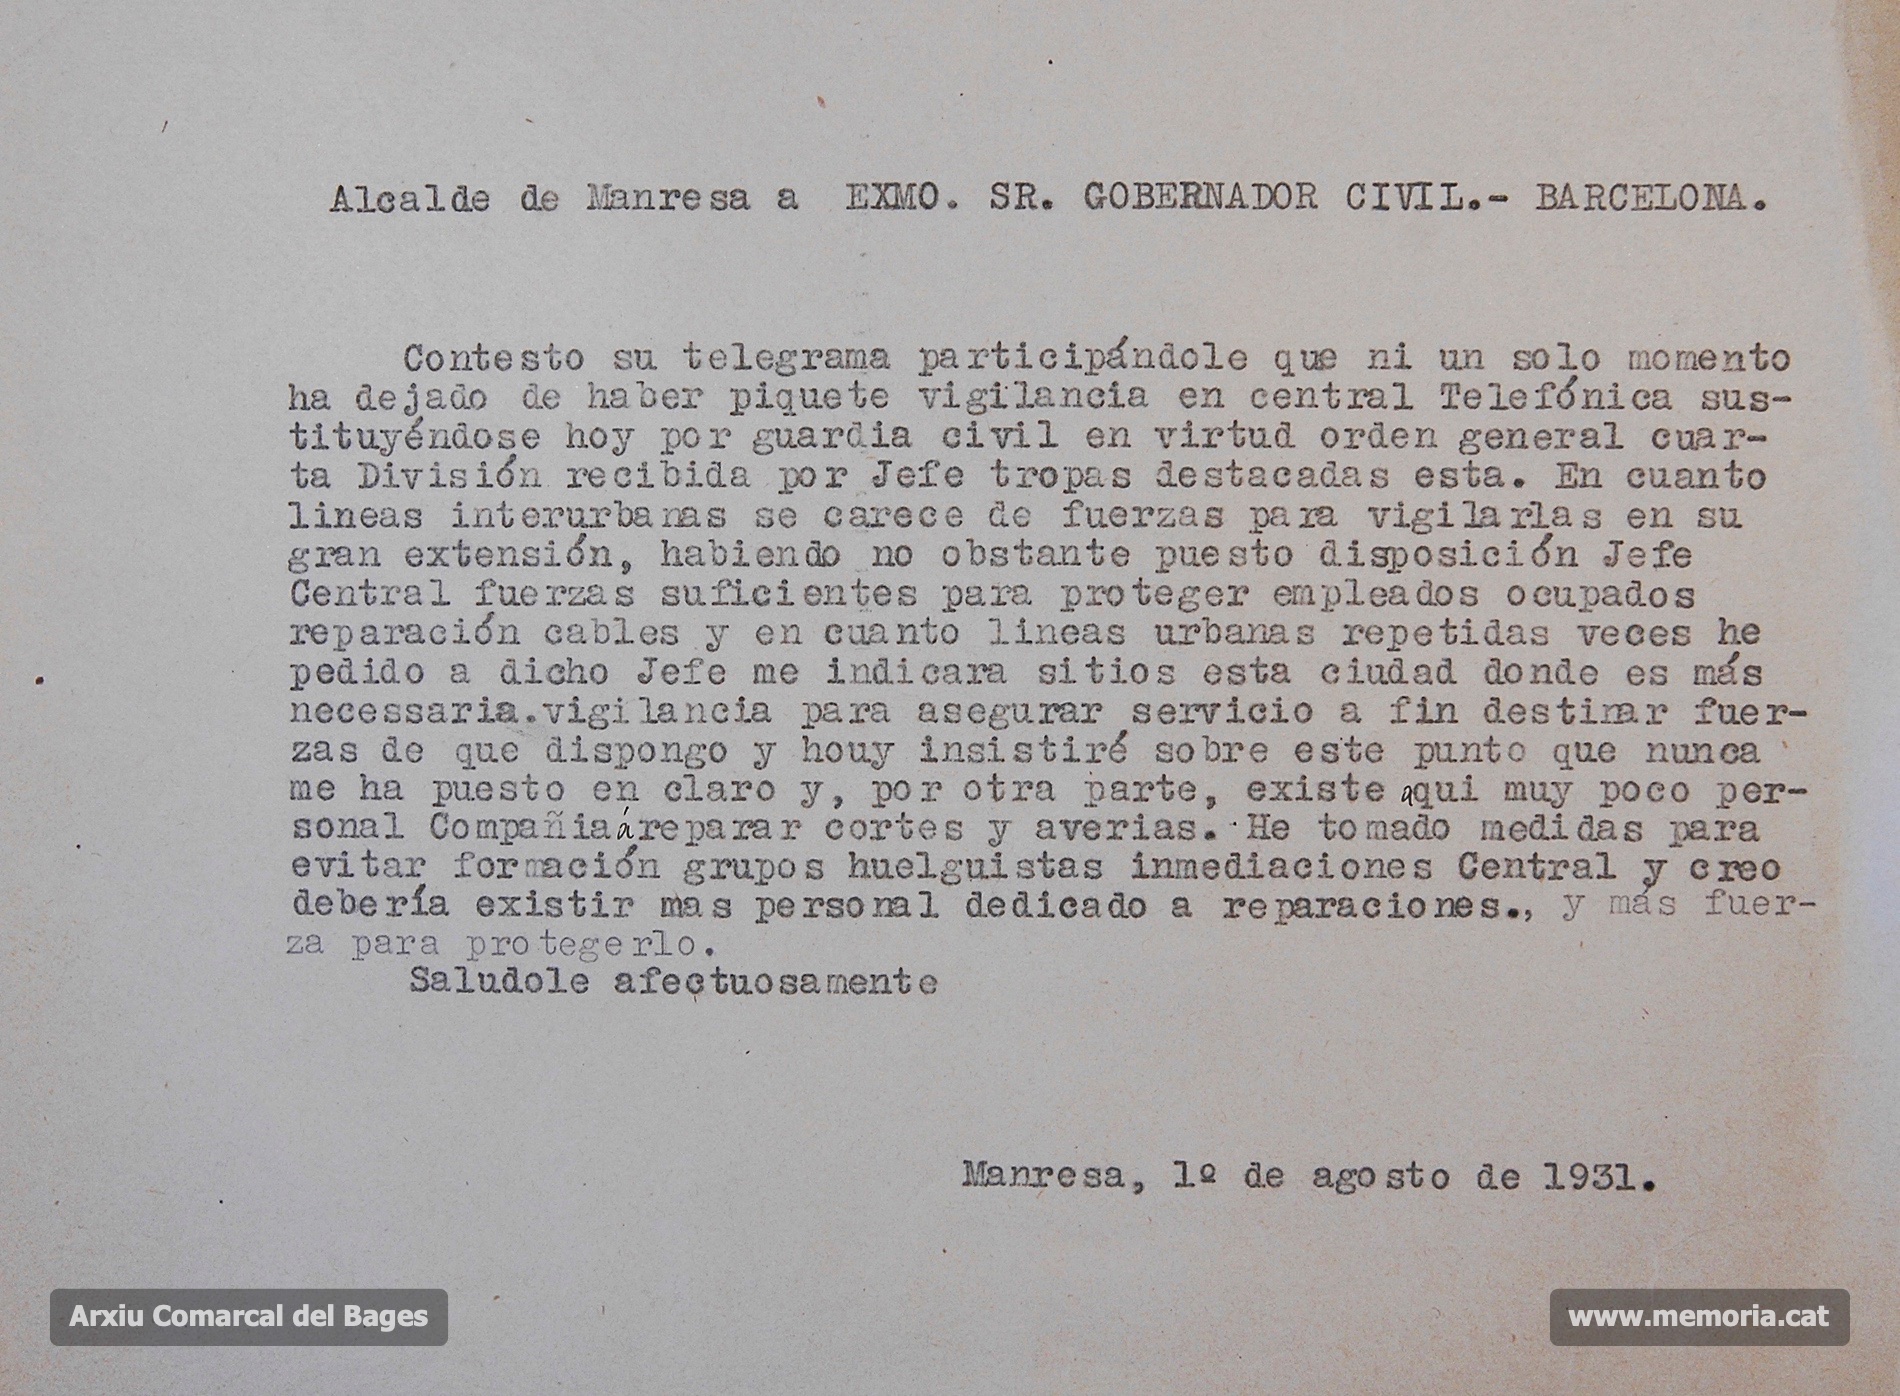 Alcalde de Manresa a EXMO. SR. GOBERNADOR CIVIL.- BARCELONA.
Contesto su telegrama participándole que ni un solo momento
ha dejado de haber piquete vigilancia en central Telefónica sus-
tituyéndose hoy por guardia civil en virtud orden general cuar-
ta División recibida por Jefe tropas destacadas esta. En cuanto
lineas interurbanas se carece de fuerzas para vigilarlas en su
gran extensión, habiendo no obstante puesto disposición Jefe
Central fuerzas suficientes para proteger empleados ocupados
reparación cables y en cuanto lineas urbanas repetidas veces he
pedido a dicho Jefe me indicara sitios esta ciudad donde es más
necessaria.vigilancia para asegurar servicio a fin destinar fuer-
zas de que dispongo y houy insistiré sobre este punto que nunca
me ha puesto en claro y, por otra parte, existe aqui muy poco per-
sonal Compañia á reparar cortes y averias. He tomado medidas para
evitar formación grupos huelguistas inmediaciones Central y creo
debería existir mas personal dedicado a reparaciones., y más fuer-
za para protegerlo.
Saludole afectuosamente
Manresa, 1º de agosto de 1931.
Arxiu Comarcal del Bages
www.memoria.cat